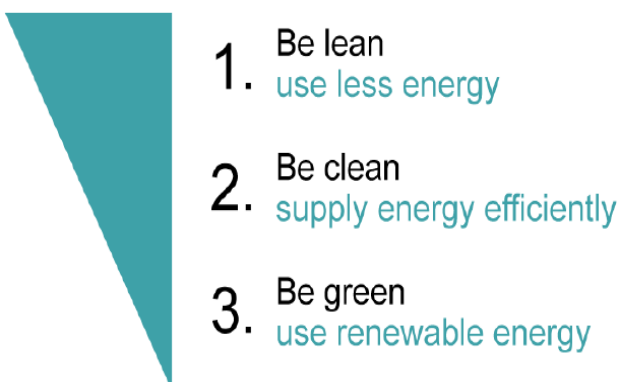 1. Be lean
use less energy
2. Be clean
supply energy efficiently
3. Be green
use renewable energy